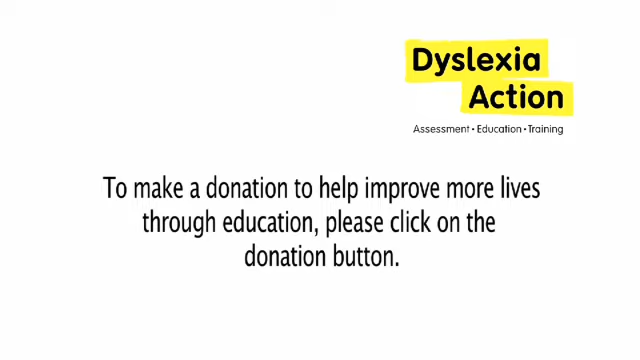 Dyslexia
Action
Assessment • Education • Training
To make a donation to help improve more lives
through education, please click on the
donation button.